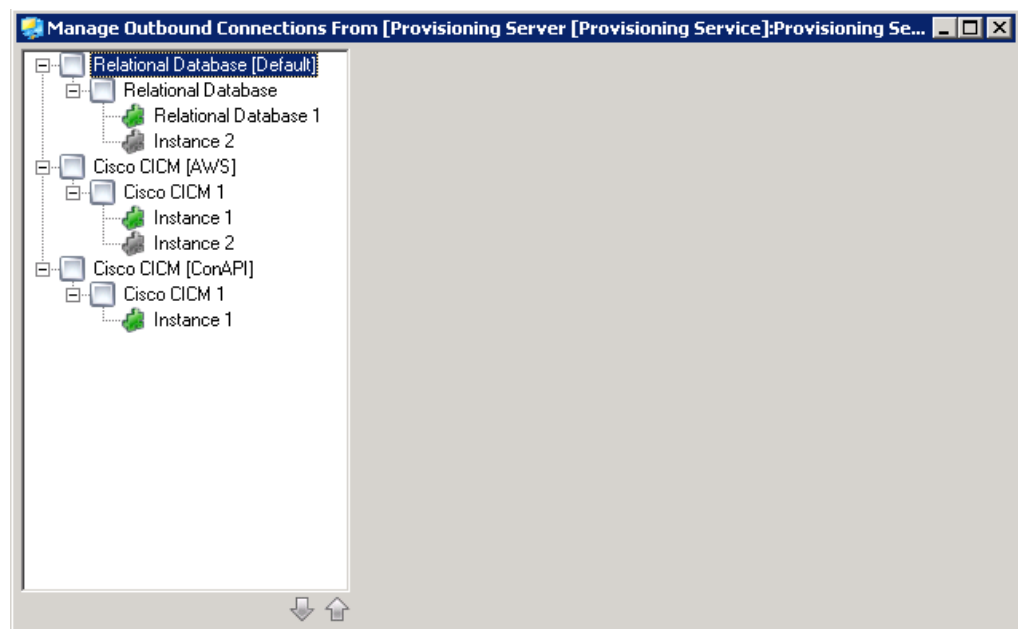 Manage Outbound Connections From [Provisioning Server [Provisioning Service]:Provisioning Se...
Relational Database [Default]
Relational Database
Relational Database 1
Instance 2
Cisco CICM [AWS]
Cisco CICM 1
Instance 1
Instance 2
Cisco CICM [ConAPI]
Cisco CICM 1
Instance 1